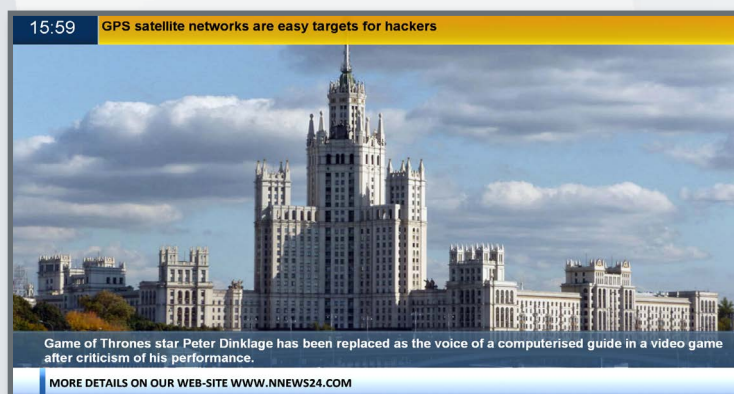 15:59
GPS satellite networks are easy targets for hackers
Game of Thrones star Peter Dinklage has been replaced as the voice of a computerised guide in a video game
after criticism of his performance.
MORE DETAILS ON OUR WEB-SITE WWW.NNEWS24.COM